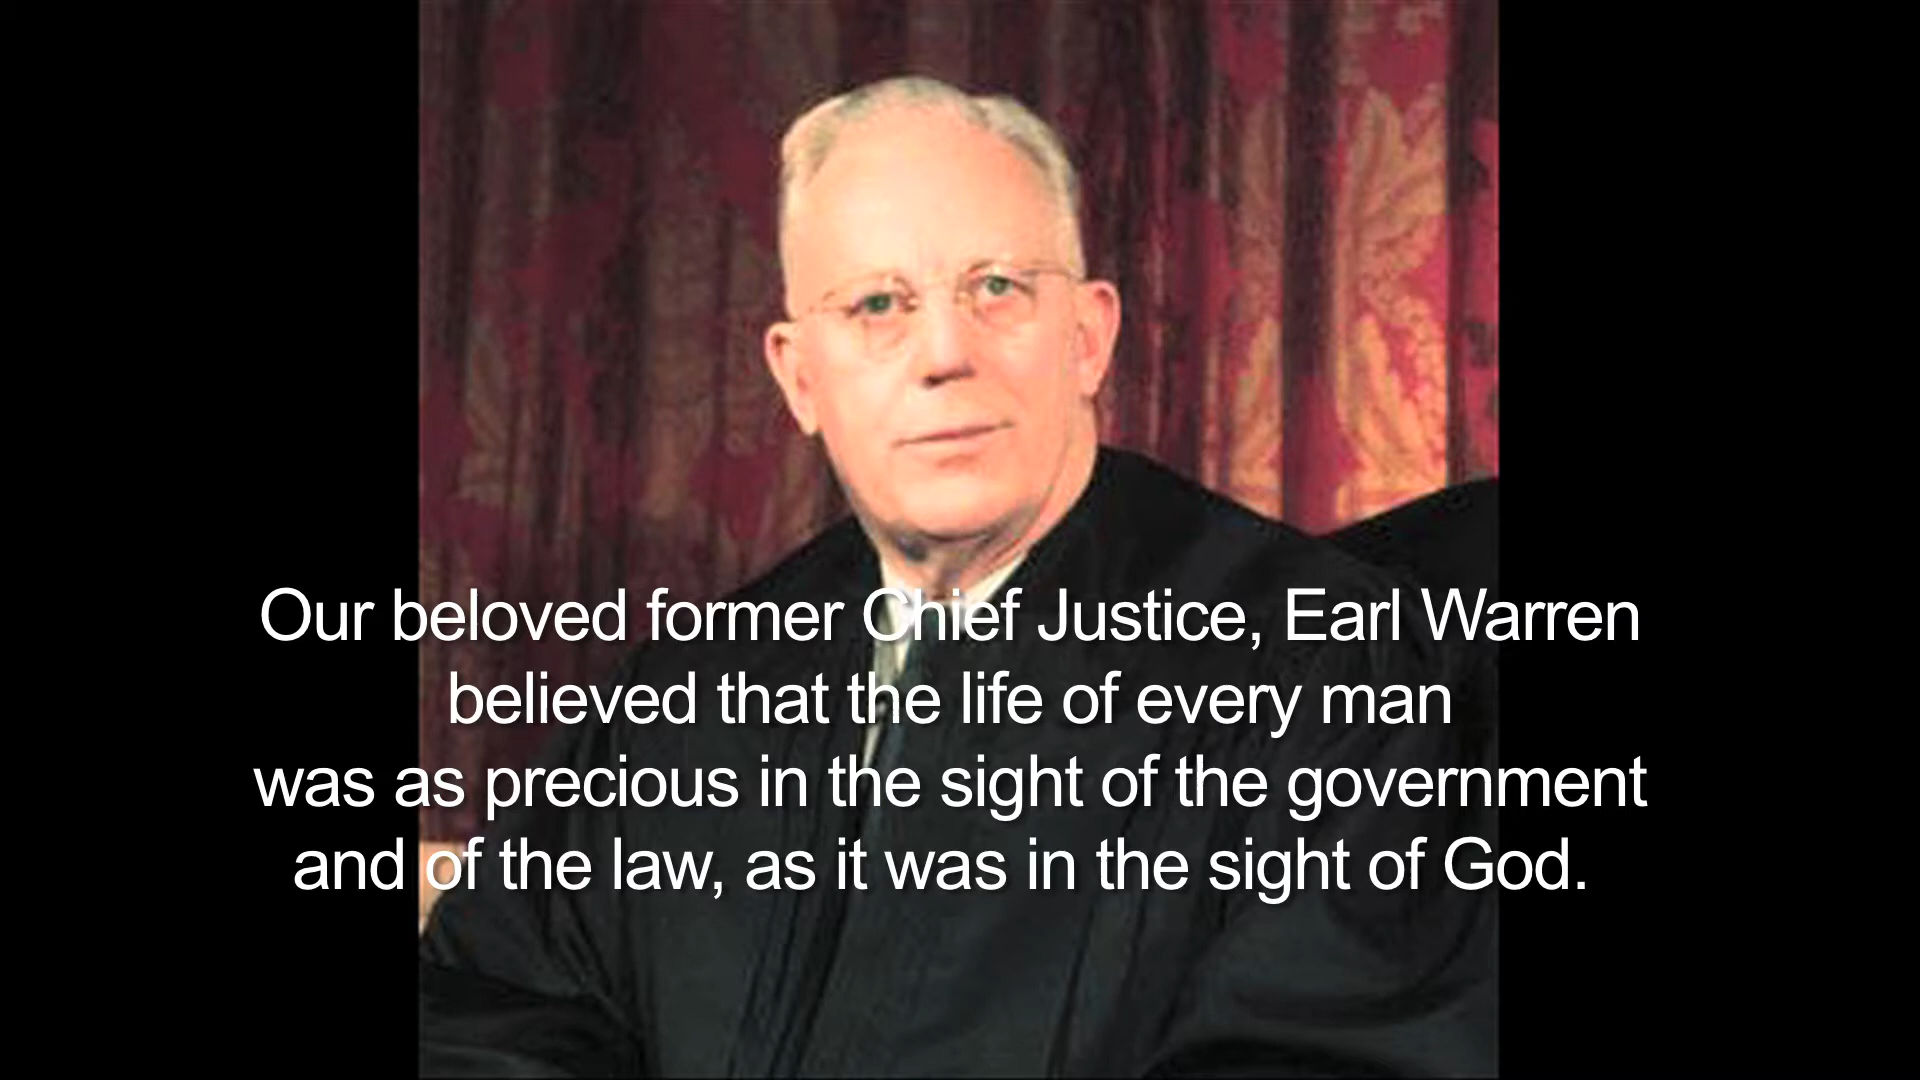 Our beloved former Chief Justice, Earl Warren
believed that the life of every man
was as precious in the sight of the government
and of the law, as it was in the sight of God.